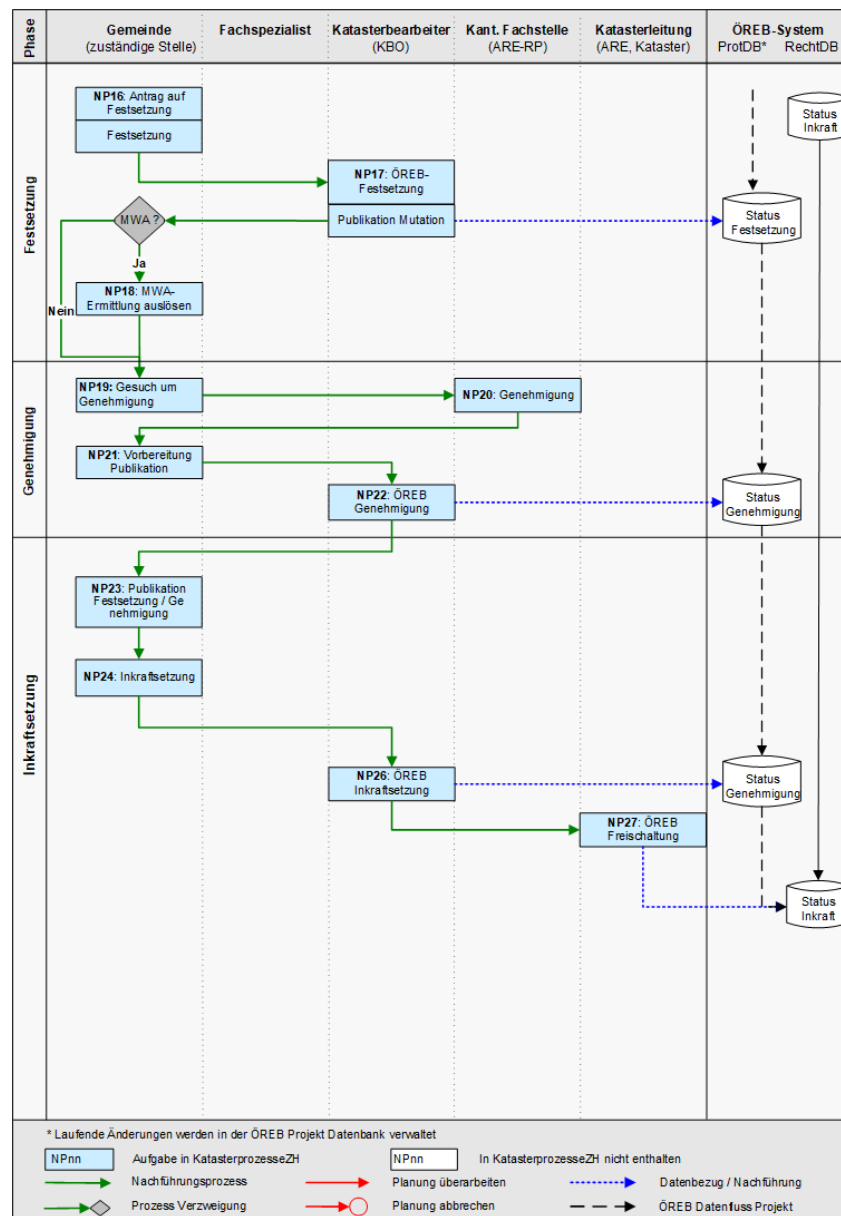 Phase
Gemeinde
(zuständige Stelle)
Fachspezialist
Katasterbearbeiter
(KBO)
Kant. Fachstelle
(ARE-RP)
Katasterleitung
(ARE, Kataster)
ÖREB-System
ProtDB* RechtDB
Festsetzung
NP16: Antrag auf
Festsetzung
Festsetzung
Status
Inkraft
NP17: ÖREB-
Festsetzung
Publikation Mutation
MWA ?
Status
Festsetzung
Ja
NP18: MWA-
Ermittlung auslösen
Nein
Genehmigung
NP19: Gesuch um
Genehmigung
NP20: Genehmigung
NP21: Vorbereitung
Publikation
NP22: ÖREB
Genehmigung
Status
Genehmigung
Inkraftsetzung
NP23: Publikation
Festsetzung / Ge
nehmigung
NP24: Inkraftsetzung
NP26: ÖREB
Inkraftsetzung
Status
Genehmigung
NP27: ÖREB
Freischaltung
Status
Inkraft
* Laufende Änderungen werden in der ÖREB Projekt Datenbank verwaltet
NPnn Aufgabe in KatasterprozesseZH NPnn In KatasterprozesseZH nicht enthalten
Nachführungsprozess Planung überarbeiten Datenbezug / Nachführung
Prozess Verzweigung Planung abbrechen ÖREB Datenfluss Projekt